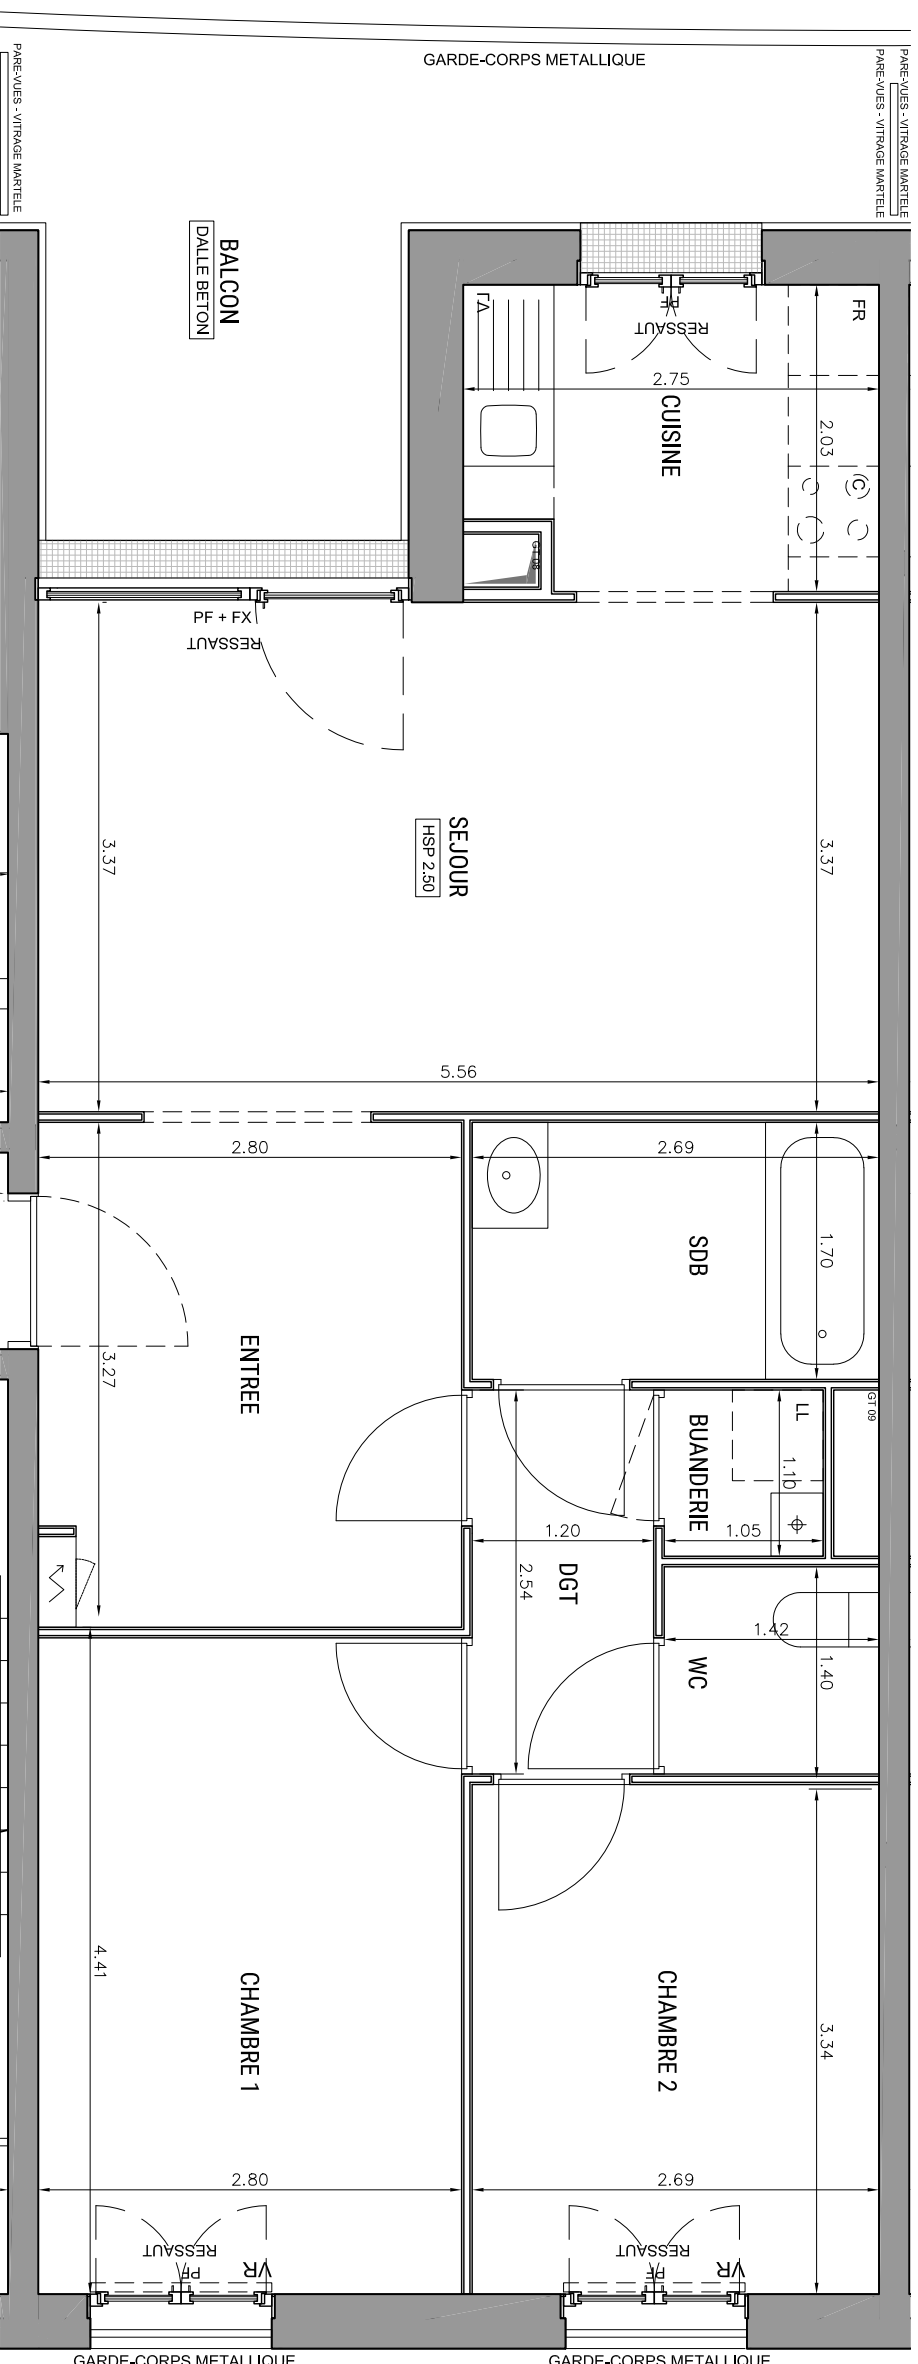 GARDE-CORPS METALLIQUE
PARE-VUES - VITRAGE MARTELE
PARE-VUES - VITRAGE MARTELE
PARE-VUES - VITRAGE MARTELE
BALCON
DALLE BETON
LV
PF
RESSAUT
FR
2.75
CUISINE
2.03
C
GT 08
PF + FX
RESSAUT
SEJOUR
HSP 2.50
3.37
3.37
5.56
2.80
2.69
SDB
1.70
ENTREE
3.27
GT 09
LL
BUANDERIE
1.10
1.05
1.20
DGT
2.54
1.42
WC
1.40
CHAMBRE 1
4.41
CHAMBRE 2
3.34
2.80
2.69
RESSAUT
PF
VR
RESSAUT
PF
VR
GARDE-CORPS METALLIQUE
GARDE-CORPS METALLIQUE